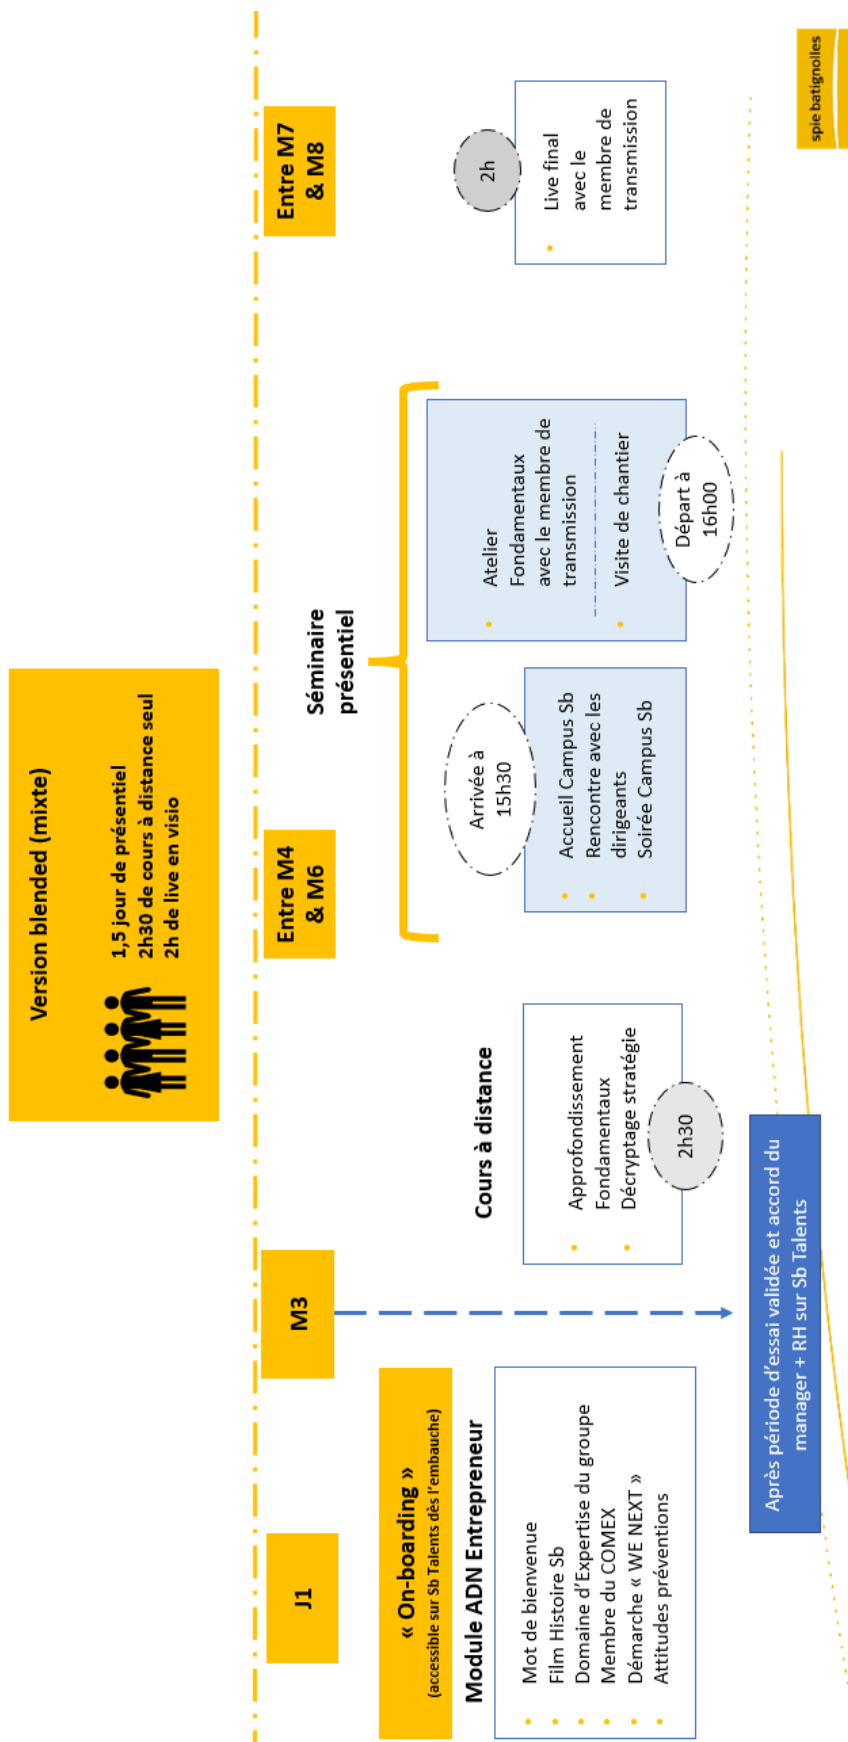 Version blended (mixte)
1,5 jour de présentiel
2h30 de cours à distance seul
2h de live en visio
J1
M3
Entre M4
& M6
Entre M7
& M8
« On-boarding »
(accessible sur Sb Talents dès l'embauche)
Module ADN Entrepreneur
Mot de bienvenue
Film Histoire Sb
Domaine d'Expertise du groupe
Membre du COMEX
Démarche « WE NEXT »
Attitudes préventions
Après période d'essai validée et accord du
manager + RH sur Sb Talents
Cours à distance
Approfondissement
Fondamentaux
Décryptage stratégie
2h30
Séminaire
présentiel
Arrivée à
15h30
Accueil Campus Sb
Rencontre avec les
dirigeants
Soirée Campus Sb
Atelier
Fondamentaux
avec le membre de
transmission
Visite de chantier
Départ à
16h00
2h
Live final
avec le
membre de
transmission
spie batignolles